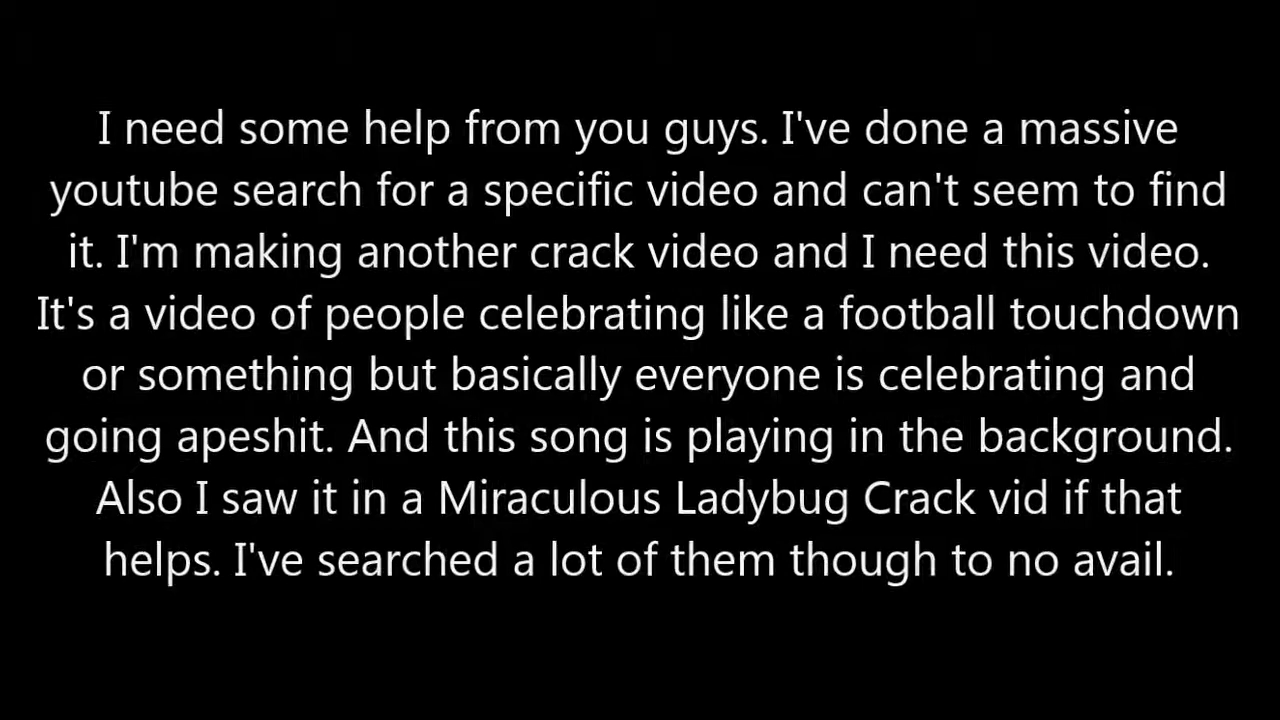 I need some help from you guys. I've done a massive
youtube search for a specific video and can't seem to find
it. I'm making another crack video and I need this video.
It's a video of people celebrating like a football touchdown
or something but basically everyone is celebrating and
going apeshit. And this song is playing in the background.
Also I saw it in a Miraculous Ladybug Crack vid if that
helps. I've searched a lot of them though to no avail.